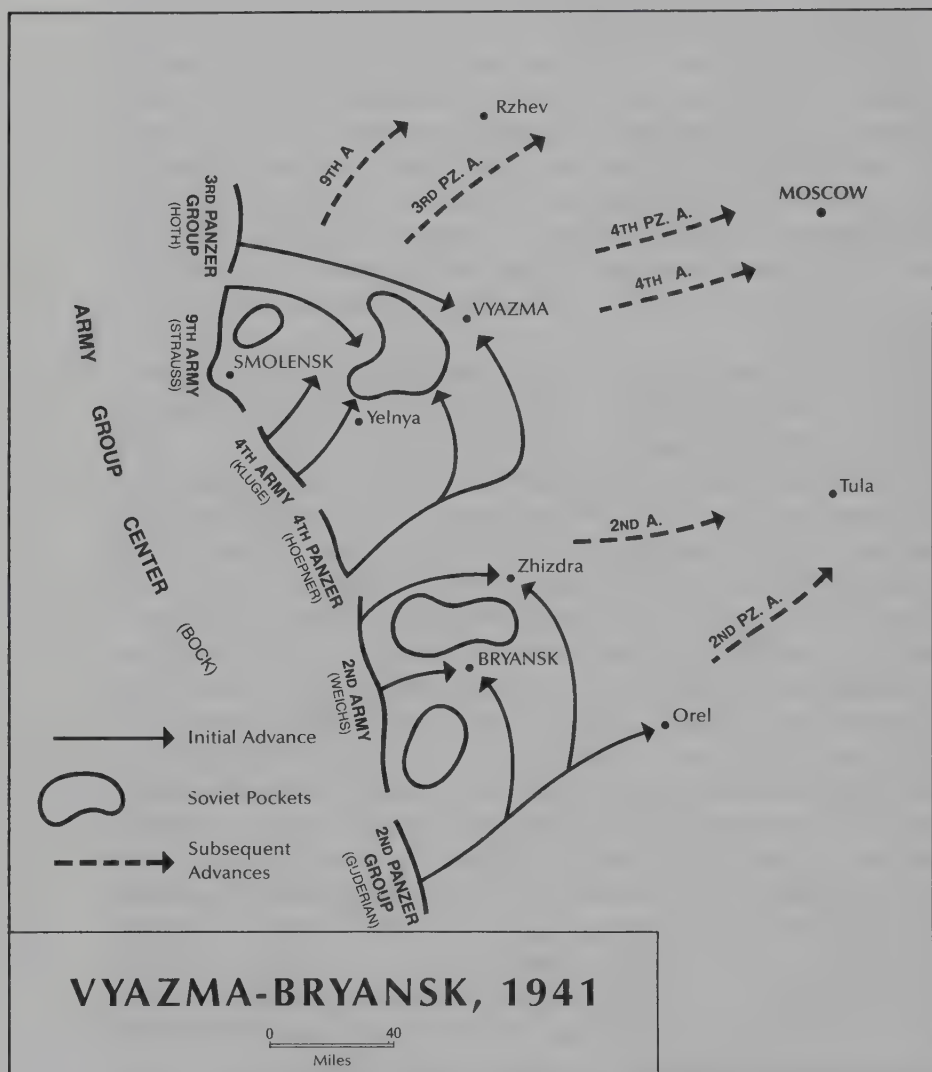 Rzhev
9TH A
3RD PZ. A.
MOSCOW
4TH PZ. A.
4TH A.
3RD PANZER
GROUP
(HOTH)
VYAZMA
9TH ARMY
(STRAUSS)
SMOLENSK
Yelnya
ARMY
GROUP
CENTER
(BOCK)
4TH ARMY
(KLUGE)
4TH PANZER
(HOEPNER)
Tula
2ND A.
Zhizdra
2ND PZ. A.
BRYANSK
2ND ARMY
(WEICHS)
Orel
2ND PANZER
GROUP
(GUDERIAN)
Initial Advance
Soviet Pockets
Subsequent
Advances
VYAZMA-BRYANSK, 1941
0 40
Miles